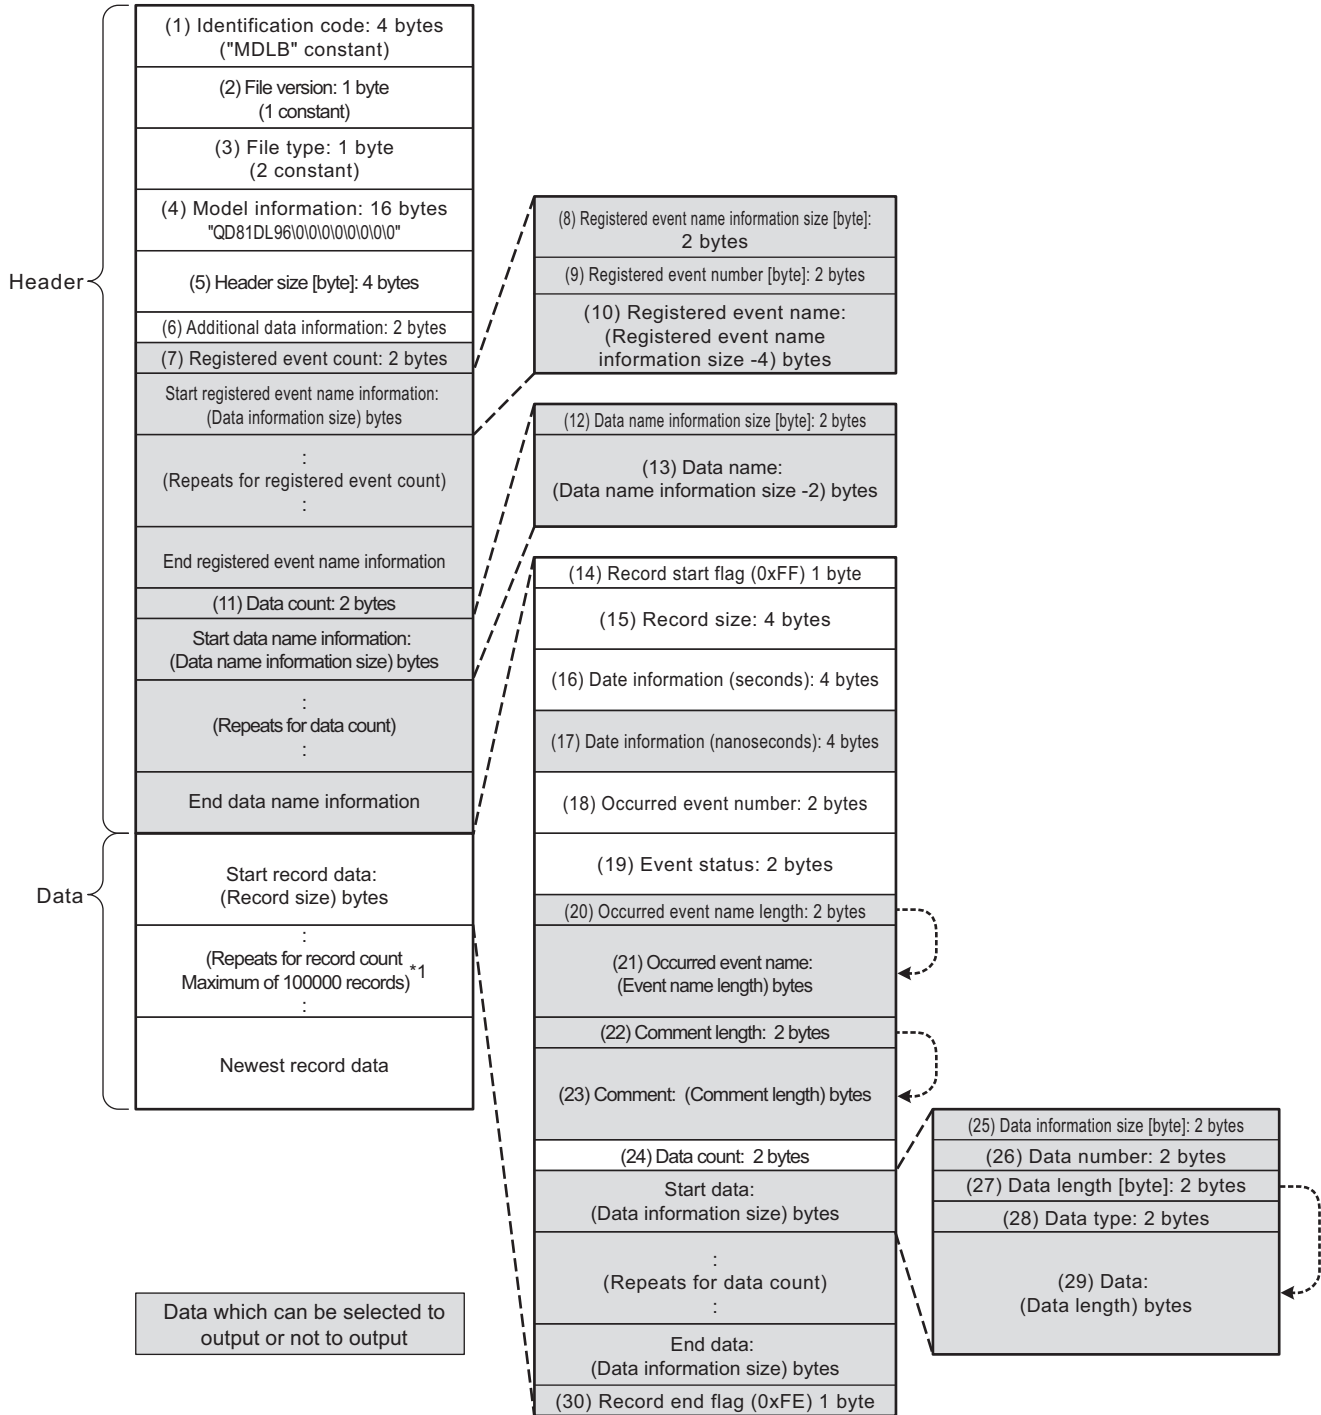 Header
(1) Identification code: 4 bytes
("MDLB" constant)
(2) File version: 1 byte
(1 constant)
(3) File type: 1 byte
(2 constant)
(4) Model information: 16 bytes
"QD81DL96\0\0\0\0\0\0\0\0"
(5) Header size [byte]: 4 bytes
(6) Additional data information: 2 bytes
(7) Registered event count: 2 bytes
Start registered event name information:
(Data information size) bytes
:
(Repeats for registered event count)
:
End registered event name information
(11) Data count: 2 bytes
Start data name information:
(Data name information size) bytes
:
(Repeats for data count)
:
End data name information
Data
Start record data:
(Record size) bytes
:
(Repeats for record count
Maximum of 100000 records)*1
:
Newest record data
(8) Registered event name information size [byte]:
2 bytes
(9) Registered event number [byte]: 2 bytes
(10) Registered event name:
(Registered event name
information size -4) bytes
(12) Data name information size [byte]: 2 bytes
(13) Data name:
(Data name information size -2) bytes
(14) Record start flag (0xFF) 1 byte
(15) Record size: 4 bytes
(16) Date information (seconds): 4 bytes
(17) Date information (nanoseconds): 4 bytes
(18) Occurred event number: 2 bytes
(19) Event status: 2 bytes
(20) Occurred event name length: 2 bytes
(21) Occurred event name:
(Event name length) bytes
(22) Comment length: 2 bytes
(23) Comment: (Comment length) bytes
(24) Data count: 2 bytes
Start data:
(Data information size) bytes
:
(Repeats for data count)
:
End data:
(Data information size) bytes
(30) Record end flag (0xFE) 1 byte
(25) Data information size [byte]: 2 bytes
(26) Data number: 2 bytes
(27) Data length [byte]: 2 bytes
(28) Data type: 2 bytes
(29) Data:
(Data length) bytes
Data which can be selected to
output or not to output